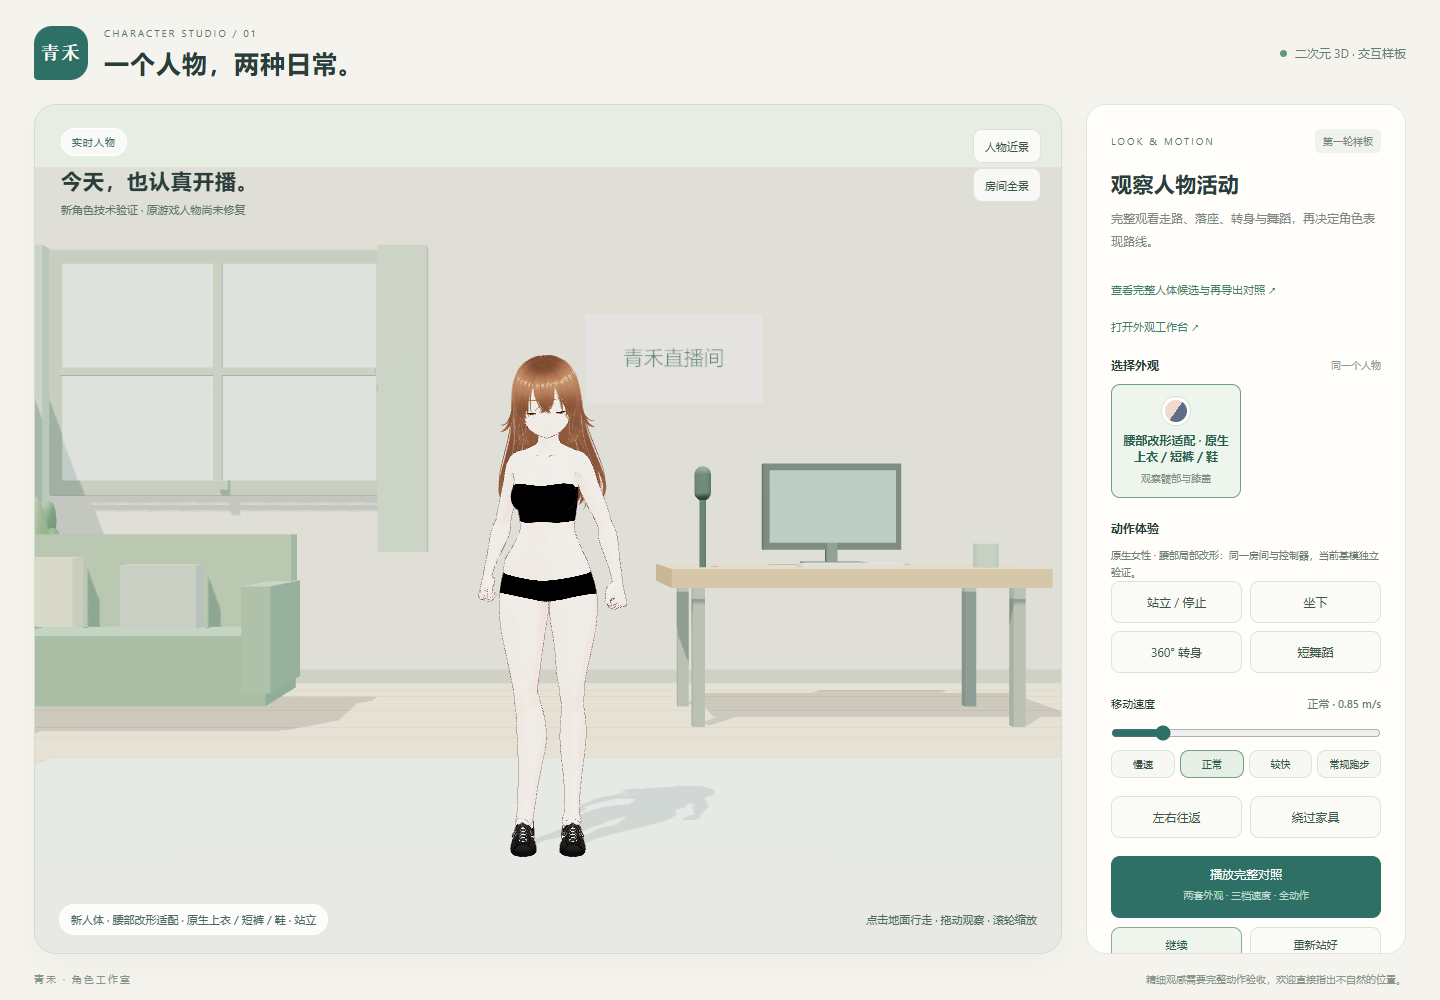 青禾
CHARACTER STUDIO / 01
一个人物，两种日常。
二次元 3D · 交互样板
实时人物
今天，也认真开播。
新角色技术验证 · 原游戏人物尚未修复
人物近景
房间全景
青禾直播间
新人体 · 腰部改形适配 · 原生上衣 / 短裤 / 鞋 · 站立
点击地面行走 · 拖动观察 · 滚轮缩放
LOOK & MOTION
第一轮样板
观察人物活动
完整观看走路、落座、转身与舞蹈，再决定角色表
现路线。
查看完整人体候选与再导出对照 ↗
打开外观工作台 ↗
选择外观
同一个人物
腰部改形适配 · 原生
上衣 / 短裤 / 鞋
观察髋部与膝盖
动作体验
原生女性 · 腰部局部改形：同一房间与控制器，当前基模独立
验证。
站立 / 停止
坐下
360° 转身
短舞蹈
移动速度
正常 · 0.85 m/s
慢速
正常
较快
常规跑步
左右往返
绕过家具
播放完整对照
两套外观 · 三档速度 · 全动作
继续
重新站好
青禾 · 角色工作室
精细观感需要完整动作验收，欢迎直接指出不自然的位置。